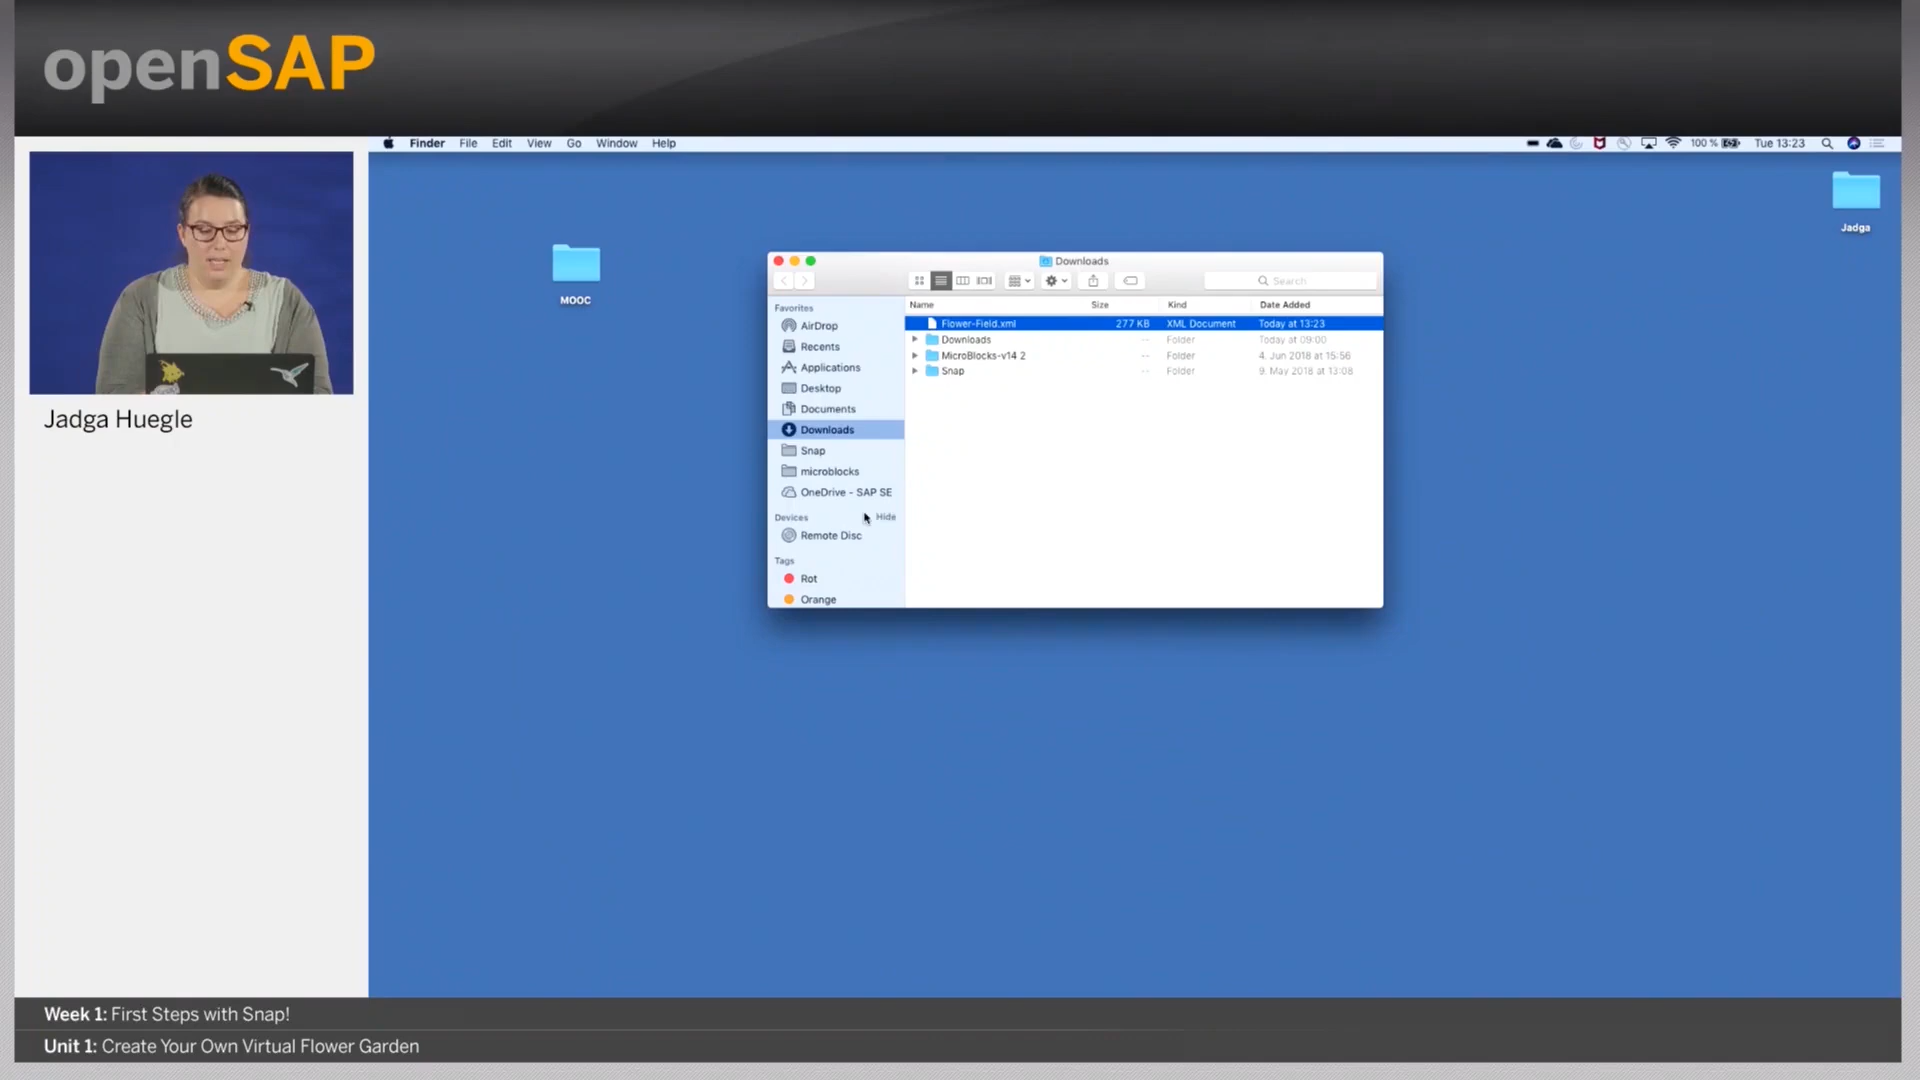 openSAP
Finder File Edit View Go Window Help
100 % Tue 13:23
Jadga
MOOC
Downloads
Search
Favorites
AirDrop
Recents
Applications
Desktop
Documents
Downloads
Snap
microblocks
OneDrive - SAP SE
Devices Hide
Remote Disc
Tags
Rot
Orange
Name Size Kind Date Added
Flower-Field.xml 277 KB XML Document Today at 13:23
Downloads -- Folder Today at 09:00
MicroBlocks-v14 2 -- Folder 4. Jun 2018 at 15:56
Snap -- Folder 9. May 2018 at 13:08
Jadga Huegle
Week 1: First Steps with Snap!
Unit 1: Create Your Own Virtual Flower Garden